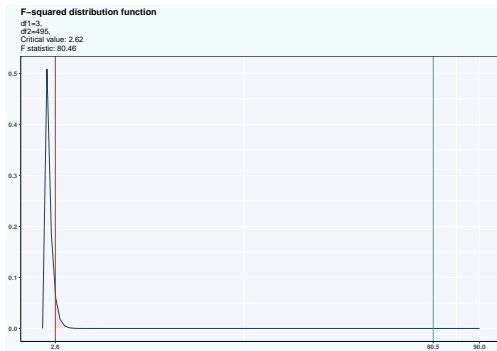 F-squared distribution function
df1=3,
df2=495,
Critical value: 2.62
F statistic: 80.46
0.5
0.4
0.3
0.2
0.1
0.0
2.6 80.5 90.0